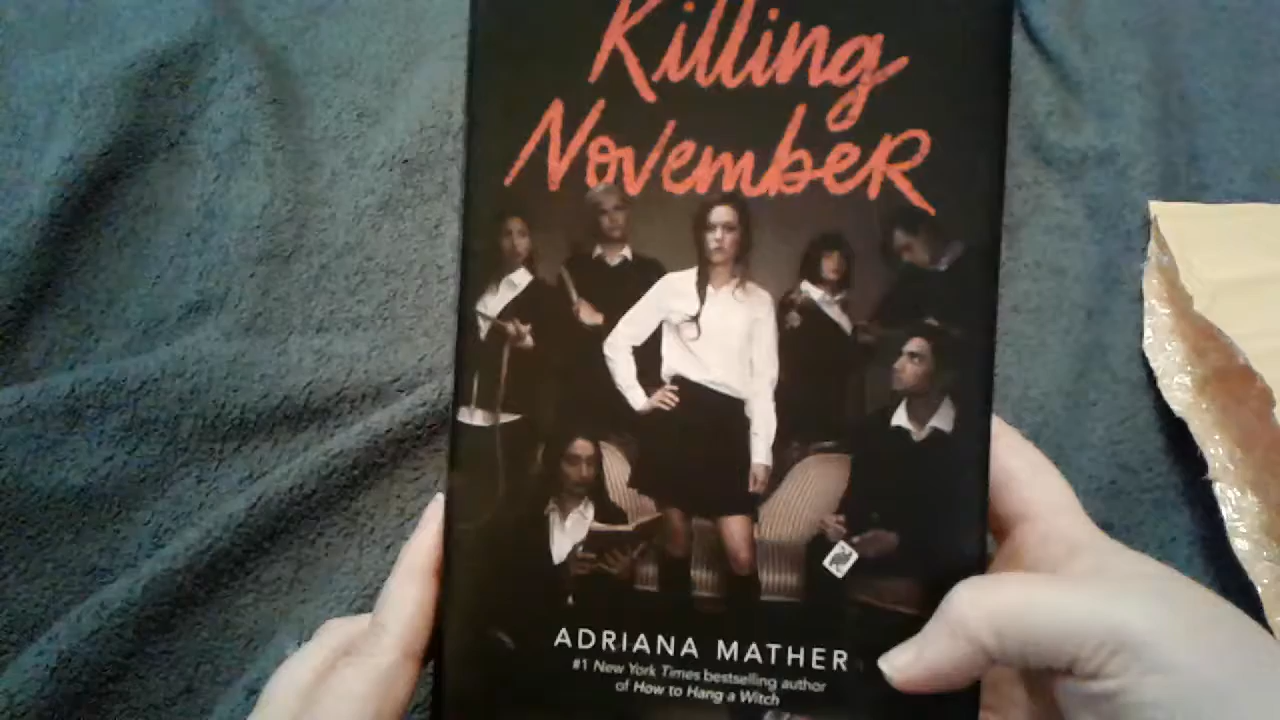 Killing
November
ADRIANA MATHER
#1 New York Times bestselling author
of How to Hang a Witch